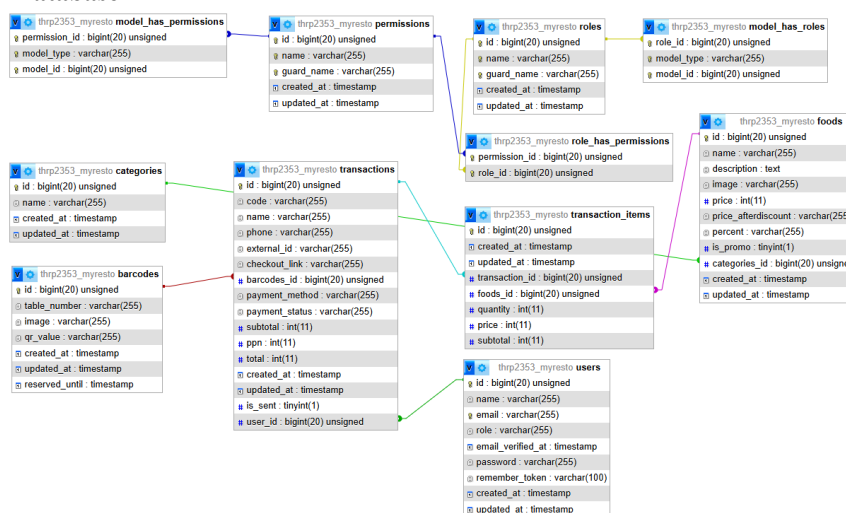 thrp2353_myresto model_has_permissions
permission_id : bigint(20) unsigned
model_type : varchar(255)
model_id : bigint(20) unsigned
thrp2353_myresto permissions
id : bigint(20) unsigned
name : varchar(255)
guard_name : varchar(255)
created_at : timestamp
updated_at : timestamp
thrp2353_myresto roles
id : bigint(20) unsigned
name : varchar(255)
guard_name : varchar(255)
created_at : timestamp
updated_at : timestamp
thrp2353_myresto model_has_roles
role_id : bigint(20) unsigned
model_type : varchar(255)
model_id : bigint(20) unsigned
thrp2353_myresto role_has_permissions
permission_id : bigint(20) unsigned
role_id : bigint(20) unsigned
thrp2353_myresto foods
id : bigint(20) unsigned
name : varchar(255)
description : text
image : varchar(255)
price : int(11)
price_afterdiscount : varchar(255
percent : varchar(255)
is_promo : tinyint(1)
categories_id : bigint(20) unsigne
created_at : timestamp
updated_at : timestamp
thrp2353_myresto categories
id : bigint(20) unsigned
name : varchar(255)
created_at : timestamp
updated_at : timestamp
thrp2353_myresto transactions
id : bigint(20) unsigned
code : varchar(255)
name : varchar(255)
phone : varchar(255)
external_id : varchar(255)
checkout_link : varchar(255)
barcodes_id : bigint(20) unsigned
payment_method : varchar(255)
payment_status : varchar(255)
subtotal : int(11)
ppn : int(11)
total : int(11)
created_at : timestamp
updated_at : timestamp
is_sent : tinyint(1)
user_id : bigint(20) unsigned
thrp2353_myresto transaction_items
id : bigint(20) unsigned
created_at : timestamp
updated_at : timestamp
transaction_id : bigint(20) unsigned
foods_id : bigint(20) unsigned
quantity : int(11)
price : int(11)
subtotal : int(11)
thrp2353_myresto barcodes
id : bigint(20) unsigned
table_number : varchar(255)
image : varchar(255)
qr_value : varchar(255)
created_at : timestamp
updated_at : timestamp
reserved_until : timestamp
thrp2353_myresto users
id : bigint(20) unsigned
name : varchar(255)
email : varchar(255)
role : varchar(255)
email_verified_at : timestamp
password : varchar(255)
remember_token : varchar(100)
created_at : timestamp
updated_at : timestamp